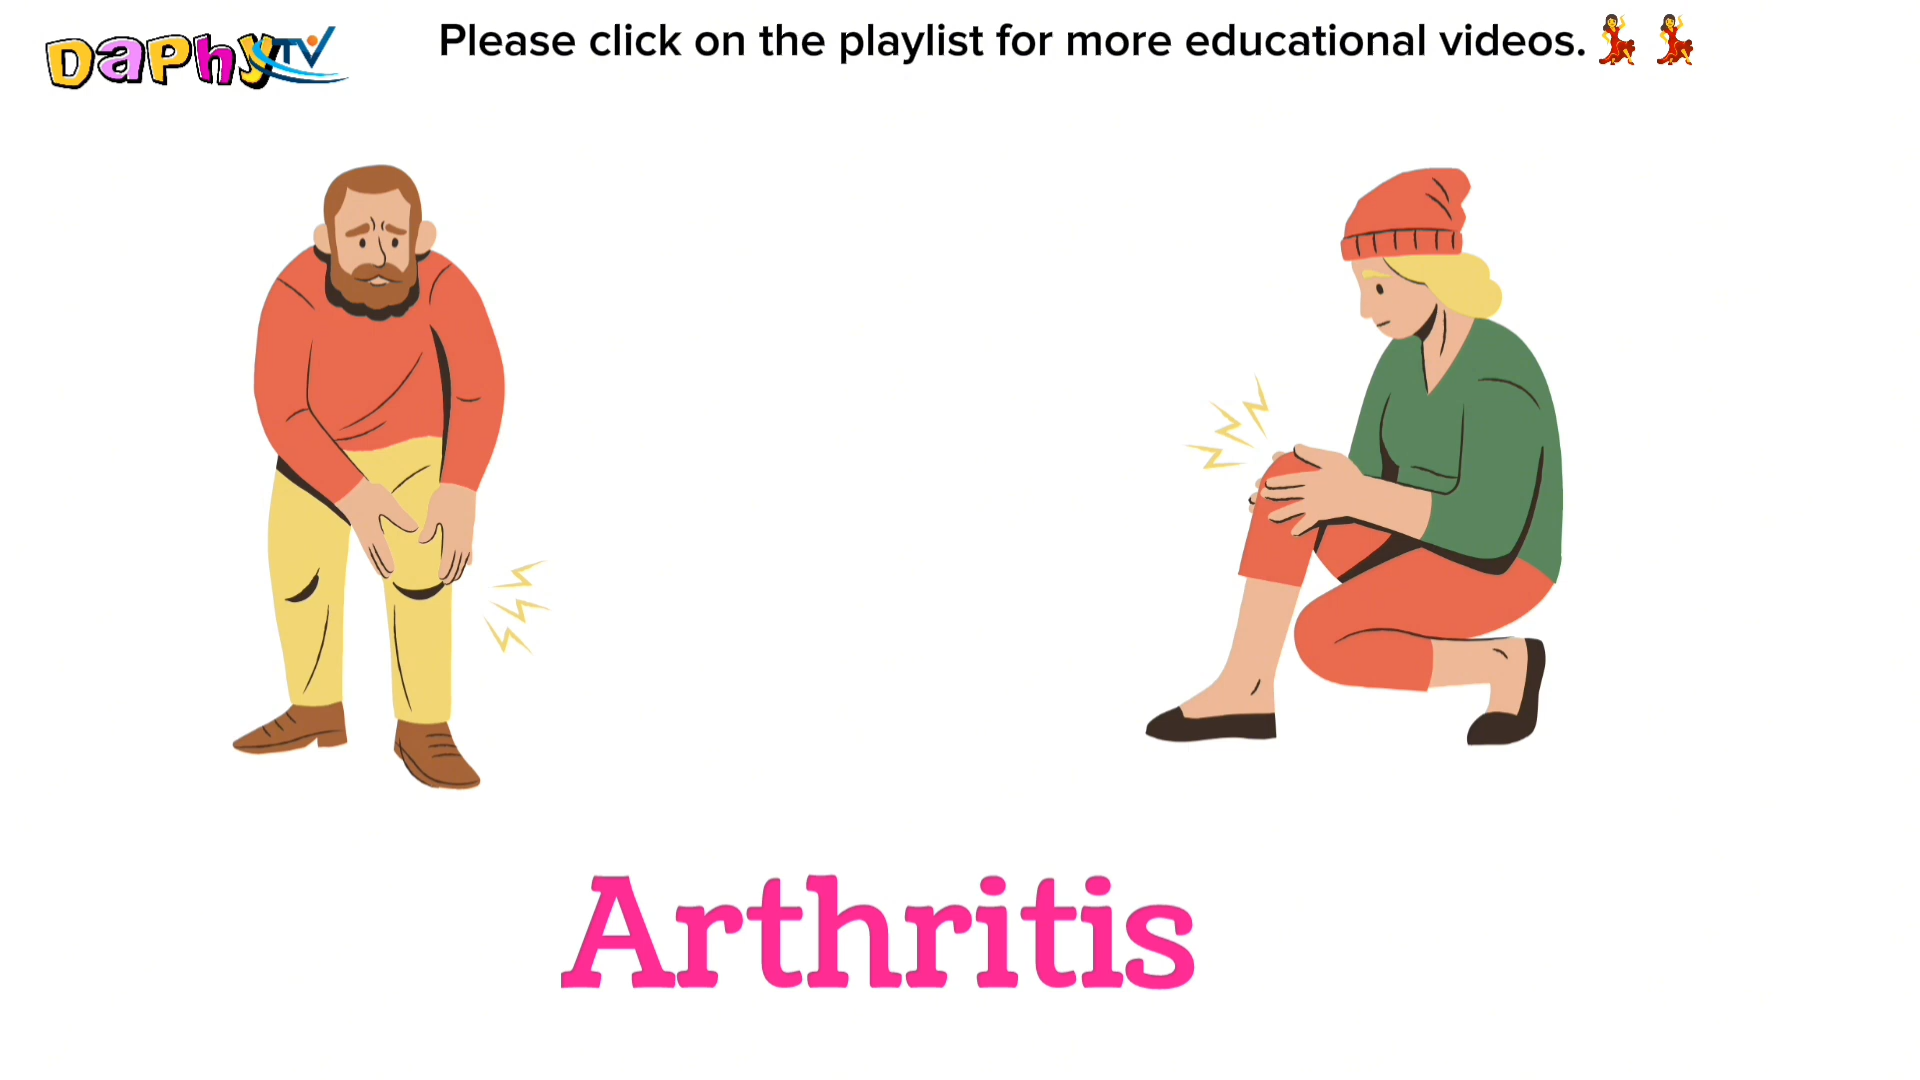 DaphyTV
Please click on the playlist for more educational videos.💃 💃
Arthritis